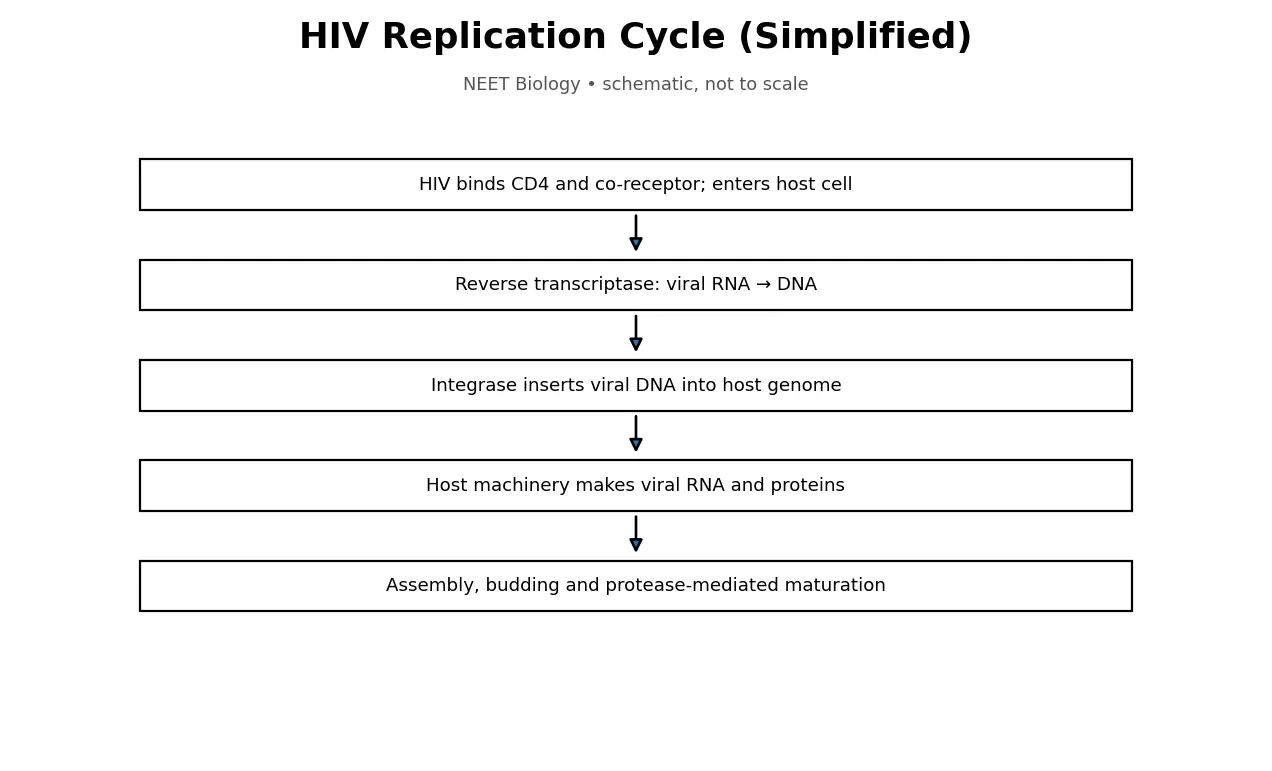 HIV Replication Cycle (Simplified)
NEET Biology • schematic, not to scale
HIV binds CD4 and co-receptor; enters host cell
Reverse transcriptase: viral RNA → DNA
Integrase inserts viral DNA into host genome
Host machinery makes viral RNA and proteins
Assembly, budding and protease-mediated maturation